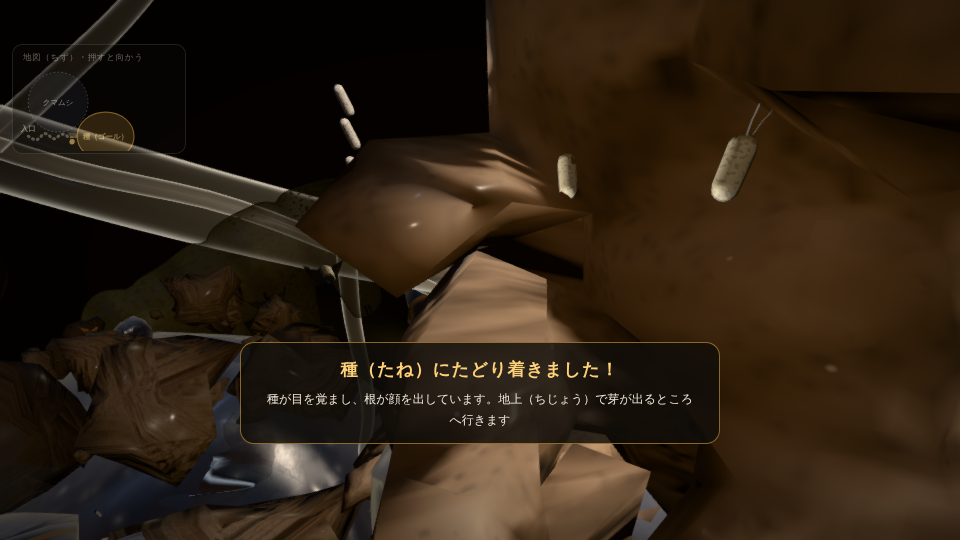 地図（ちず）・押すと向かう
クマムシ
入口
種（ゴール）
種（たね）にたどり着きました！
種が目を覚まし、根が顔を出しています。地上（ちじょう）で芽が出るところ
へ行きます